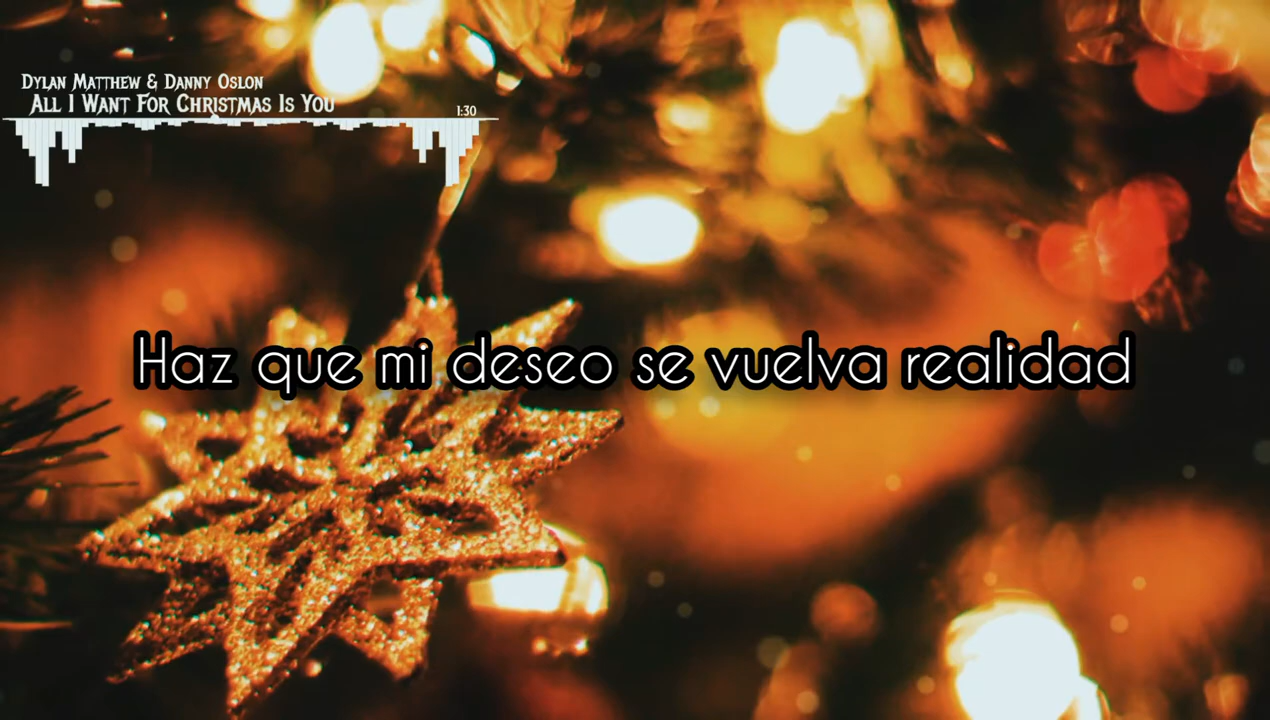 Dylan Matthew & Danny Oslon
All I Want For Christmas Is You
1:30
Haz que mi deseo se vuelva realidad